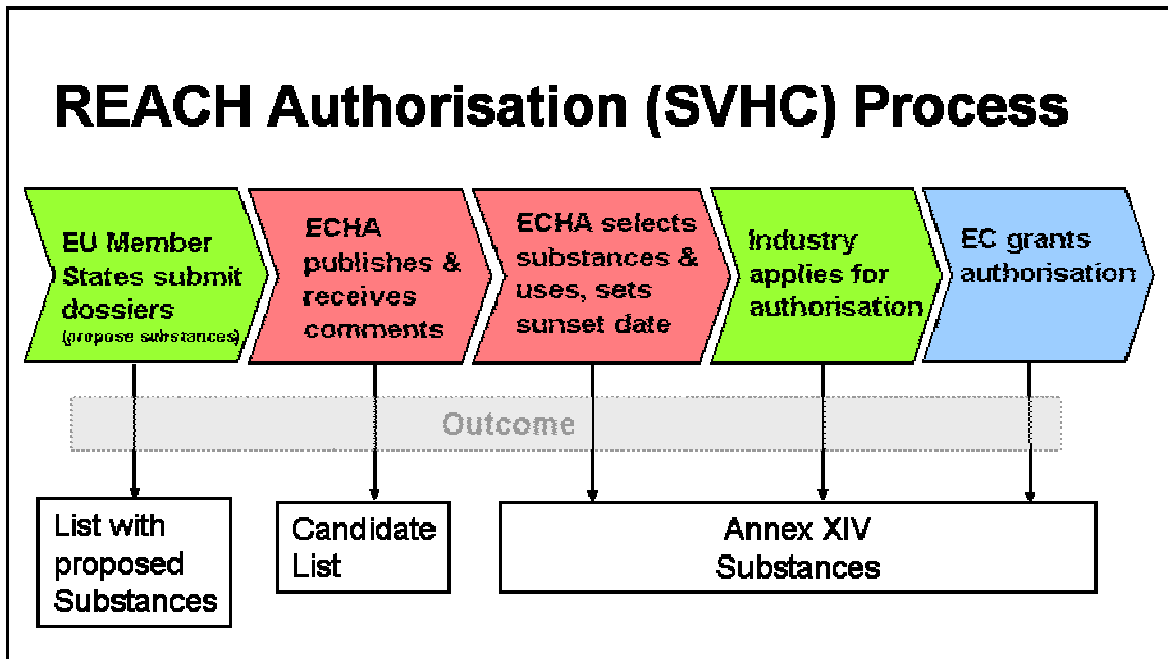 REACH Authorisation (SVHC) Process
EU Member
States submit
dossiers
(propose substances)
ECHA
publishes &
receives
comments
ECHA selects
substances &
uses, sets
sunset date
Industry
applies for
authorisation
EC grants
authorisation
Outcome
List with
proposed
Substances
Candidate
List
Annex XIV
Substances